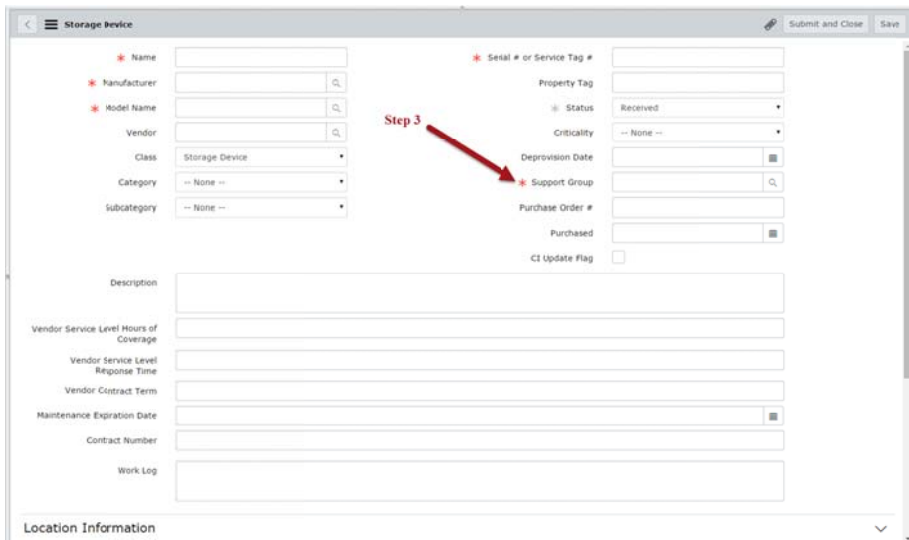 Storage Device
Submit and Close
Save
* Name
* Manufacturer
* Model Name
Vendor
Class
Storage Device
Category
-- None --
Subcategory
-- None --
* Serial # or Service Tag #
Property Tag
* Status
Received
Criticality
-- None --
Step 3
Deprovision Date
* Support Group
Purchase Order #
Purchased
CI Update Flag
Description
Vendor Service Level Hours of
Coverage
Vendor Service Level
Response Time
Vendor Contract Term
Maintenance Expration Date
Contract Number
Work Log
Location Information